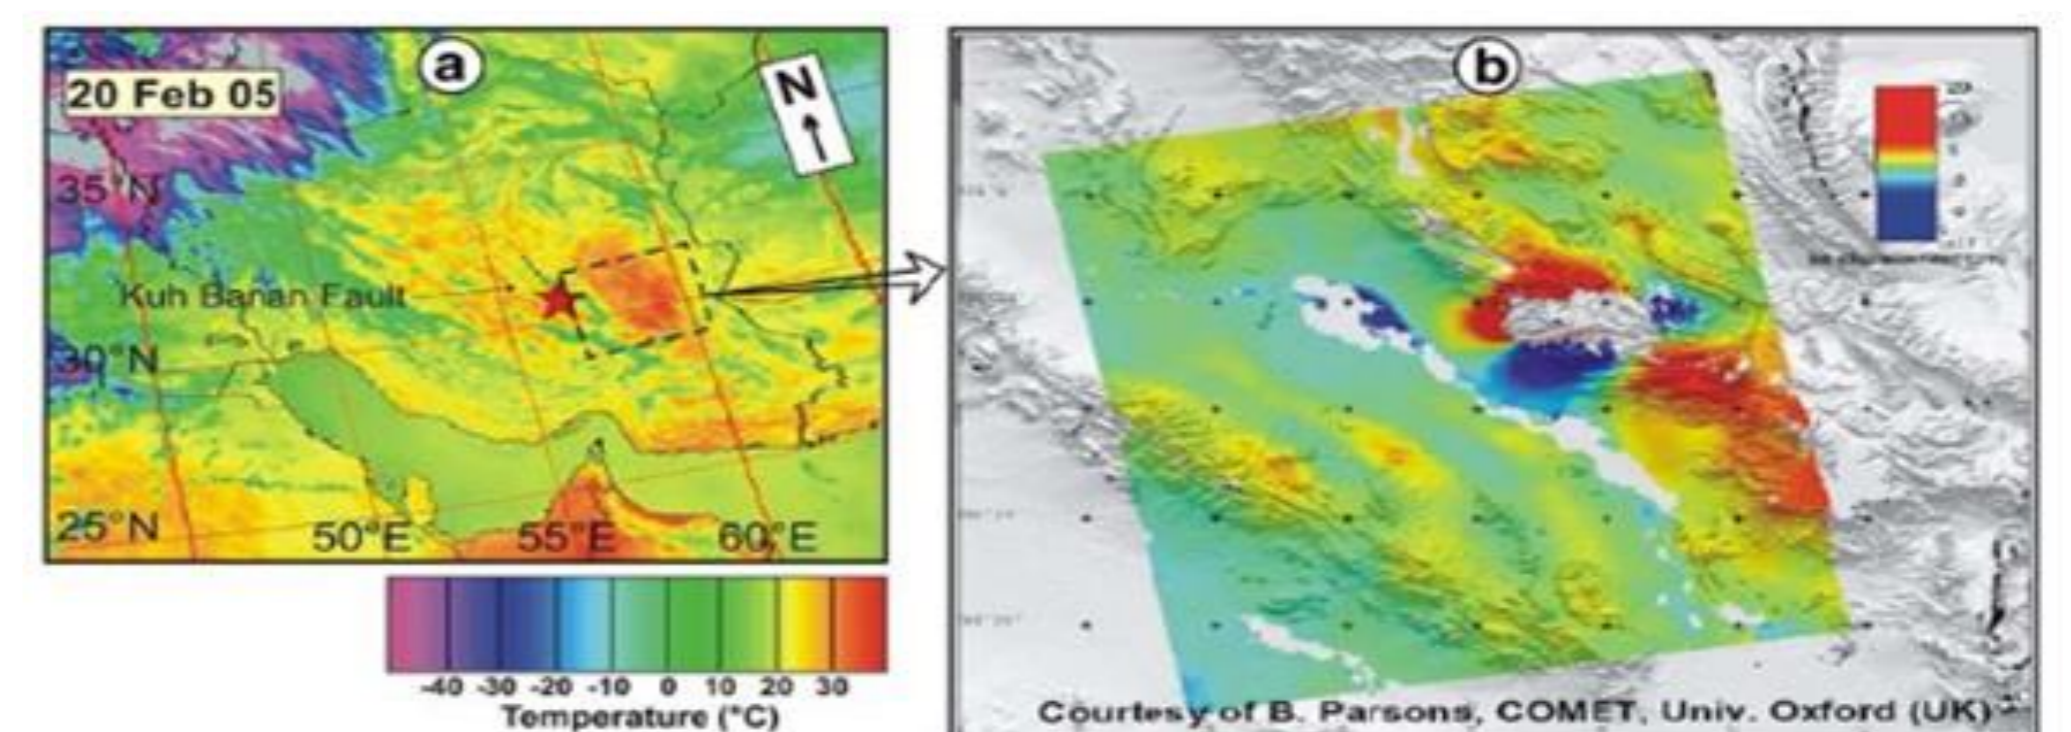 a
20 Feb 05
N
35°N
Kuh Banan Fault
30°N
25°N
50°E 55°E 60°E
-40 -30 -20 -10 0 10 20 30
Temperature (°C)
b
Courtesy of B. Parsons, COMET, Univ. Oxford (UK)